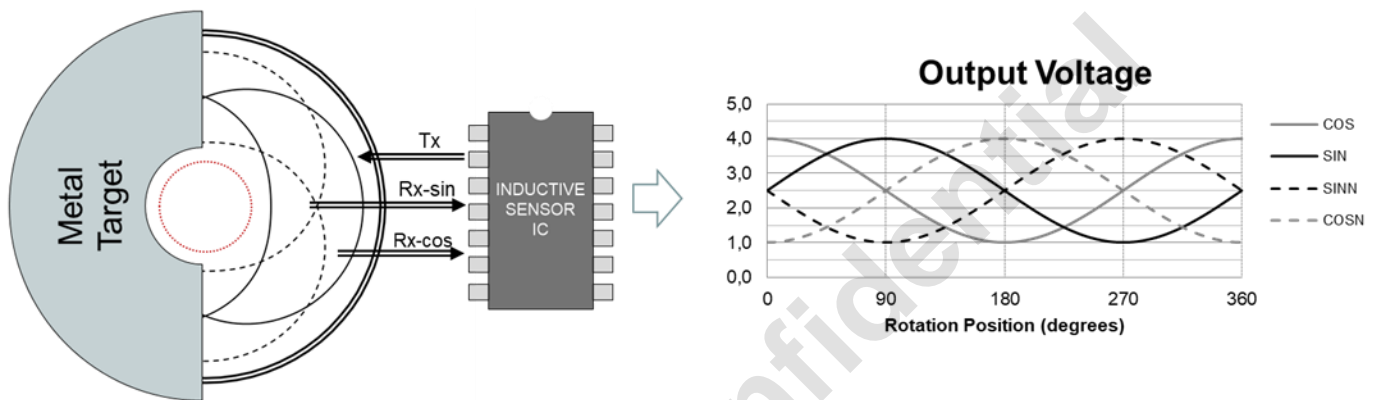 Metal
Target
Tx
Rx-sin
Rx-cos
INDUCTIVE
SENSOR
IC
Output Voltage
5,0
4,0
3,0
2,0
1,0
0,0
0 90 180 270 360
Rotation Position (degrees)
COS
SIN
SINN
COSN
nfidential